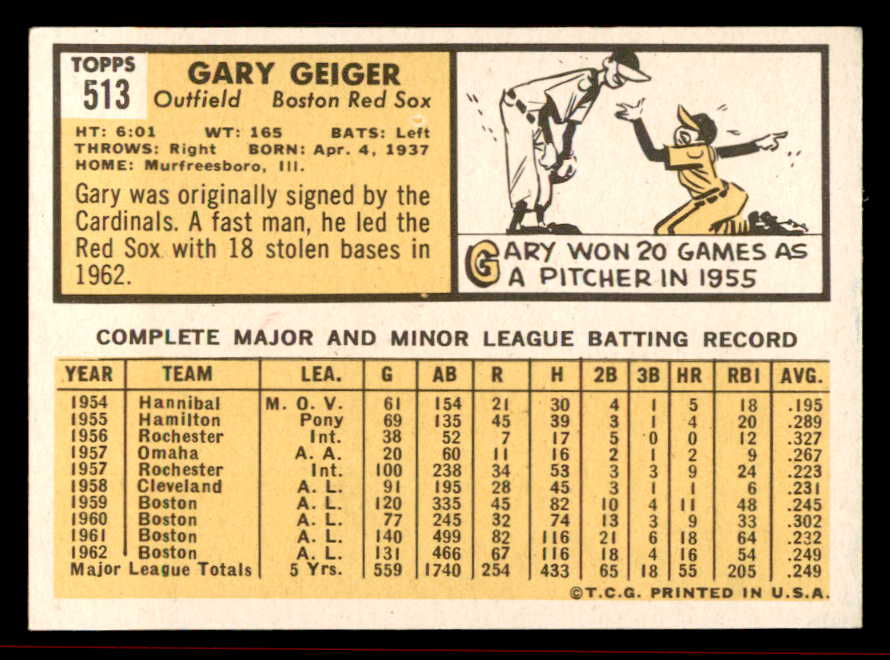 TOPPS
513
GARY GEIGER
Outfield Boston Red Sox
HT: 6:01 WT: 165 BATS: Left
THROWS: Right BORN: Apr. 4, 1937
HOME: Murfreesboro, Ill.
Gary was originally signed by the
Cardinals. A fast man, he led the
Red Sox with 18 stolen bases in
1962.
GARY WON 20 GAMES AS
A PITCHER IN 1955
COMPLETE MAJOR AND MINOR LEAGUE BATTING RECORD
YEAR TEAM LEA. G AB R H 2B 3B HR RBI AVG.
1954 Hannibal M. O. V. 61 154 21 30 4 1 5 18 .195
1955 Hamilton Pony 69 135 45 39 3 1 4 20 .289
1956 Rochester Int. 38 52 7 17 5 0 0 12 .327
1957 Omaha A. A. 20 60 11 16 2 1 2 9 .267
1957 Rochester Int. 100 238 34 53 3 3 9 24 .223
1958 Cleveland A. L. 91 195 28 45 3 1 1 6 .231
1959 Boston A. L. 120 335 45 82 10 4 11 48 .245
1960 Boston A. L. 77 245 32 74 13 3 9 33 .302
1961 Boston A. L. 140 499 82 116 21 6 18 64 .232
1962 Boston A. L. 131 466 67 116 18 4 16 54 .249
Major League Totals 5 Yrs. 559 1740 254 433 65 18 55 205 .249
©T.C.G. PRINTED IN U.S.A.